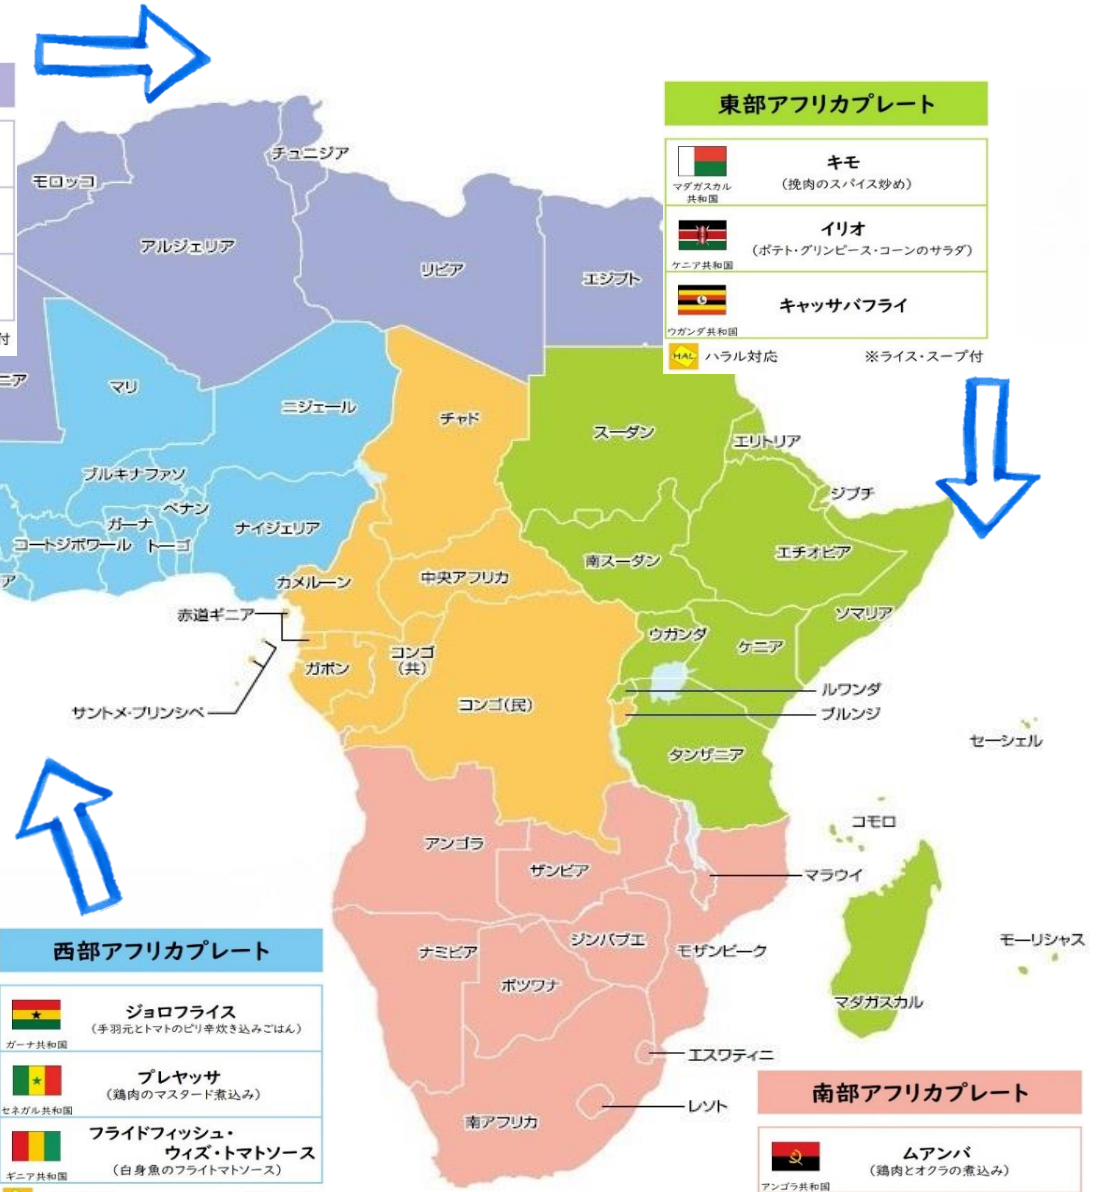 東部アフリカプレート
マダガスカル
共和国
キモ
(挽肉のスパイス炒め)
ケニア共和国
イリオ
(ポテト・グリンピース・コーンのサラダ)
ウガンダ共和国
キャッサバフライ
HAL ハラル対応
※ライス・スープ付
付
チュニジア
モロッコ
アルジェリア
リビア
エジプト
ニア
マリ
ニジェール
チャド
スーダン
エリトリア
ブルキナファソ
ベナン
ジブチ
ガーナ
ナイジェリア
コートジボワール
トーゴ
エチオピア
南スーダン
ア
カメルーン
中央アフリカ
赤道ギニア
ソマリア
ウガンダ
ケニア
コンゴ
(共)
ガボン
ルワンダ
コンゴ(民)
サントメ・プリンシペ
ブルンジ
セーシェル
タンザニア
コモロ
アンゴラ
ザンビア
マラウイ
ジンバブエ
モザンビーク
モーリシャス
ナミビア
ボツワナ
マダガスカル
エスワティニ
レソト
南アフリカ
西部アフリカプレート
ガーナ共和国
ジョロフライス
(手羽元とトマトのピリ辛炊き込みごはん)
セネガル共和国
プレヤッサ
(鶏肉のマスタード煮込み)
ギニア共和国
フライドフィッシュ・
ウィズ・トマトソース
(白身魚のフライトマトソース)
南部アフリカプレート
アンゴラ共和国
ムアンバ
(鶏肉とオクラの煮込み)